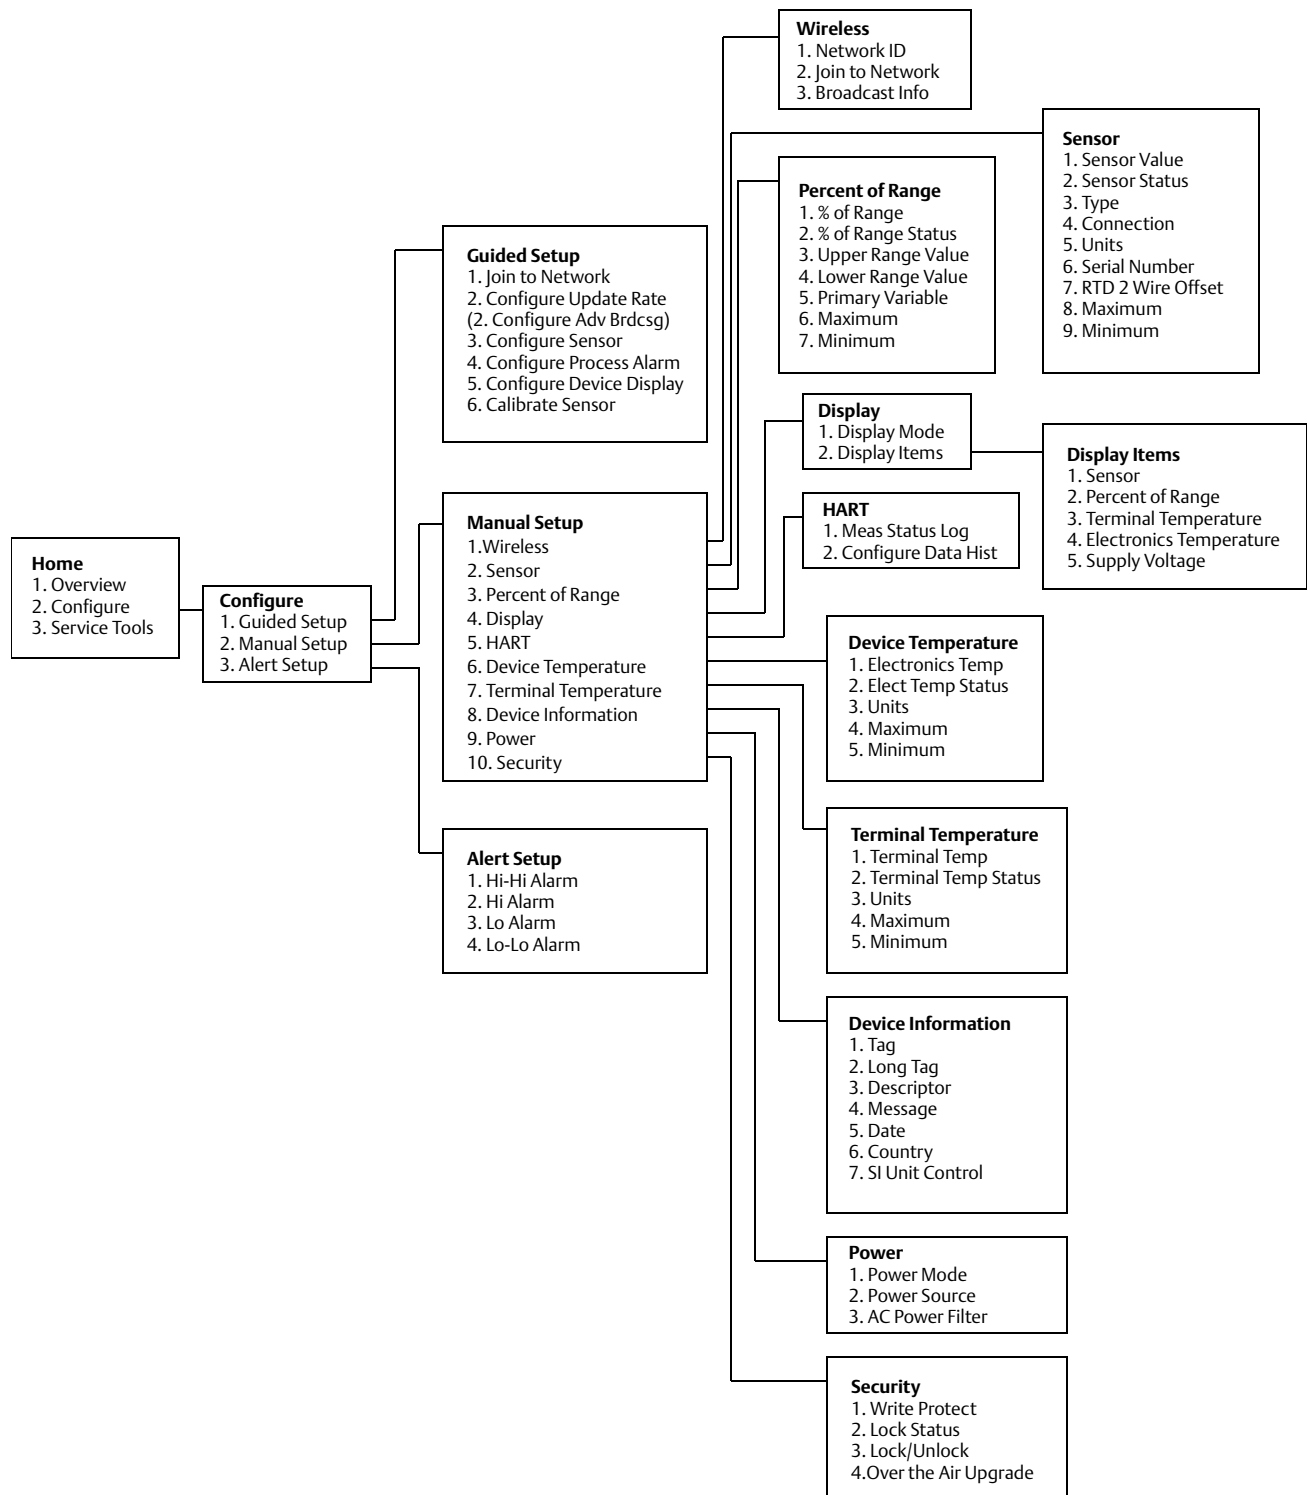 Home
1. Overview
2. Configure
3. Service Tools
Configure
1. Guided Setup
2. Manual Setup
3. Alert Setup
Guided Setup
1. Join to Network
2. Configure Update Rate
(2. Configure Adv Brdcsg)
3. Configure Sensor
4. Configure Process Alarm
5. Configure Device Display
6. Calibrate Sensor
Manual Setup
1.Wireless
2. Sensor
3. Percent of Range
4. Display
5. HART
6. Device Temperature
7. Terminal Temperature
8. Device Information
9. Power
10. Security
Alert Setup
1. Hi-Hi Alarm
2. Hi Alarm
3. Lo Alarm
4. Lo-Lo Alarm
Wireless
1. Network ID
2. Join to Network
3. Broadcast Info
Sensor
1. Sensor Value
2. Sensor Status
3. Type
4. Connection
5. Units
6. Serial Number
7. RTD 2 Wire Offset
8. Maximum
9. Minimum
Percent of Range
1. % of Range
2. % of Range Status
3. Upper Range Value
4. Lower Range Value
5. Primary Variable
6. Maximum
7. Minimum
Display
1. Display Mode
2. Display Items
Display Items
1. Sensor
2. Percent of Range
3. Terminal Temperature
4. Electronics Temperature
5. Supply Voltage
HART
1. Meas Status Log
2. Configure Data Hist
Device Temperature
1. Electronics Temp
2. Elect Temp Status
3. Units
4. Maximum
5. Minimum
Terminal Temperature
1. Terminal Temp
2. Terminal Temp Status
3. Units
4. Maximum
5. Minimum
Device Information
1. Tag
2. Long Tag
3. Descriptor
4. Message
5. Date
6. Country
7. SI Unit Control
Power
1. Power Mode
2. Power Source
3. AC Power Filter
Security
1. Write Protect
2. Lock Status
3. Lock/Unlock
4.Over the Air Upgrade